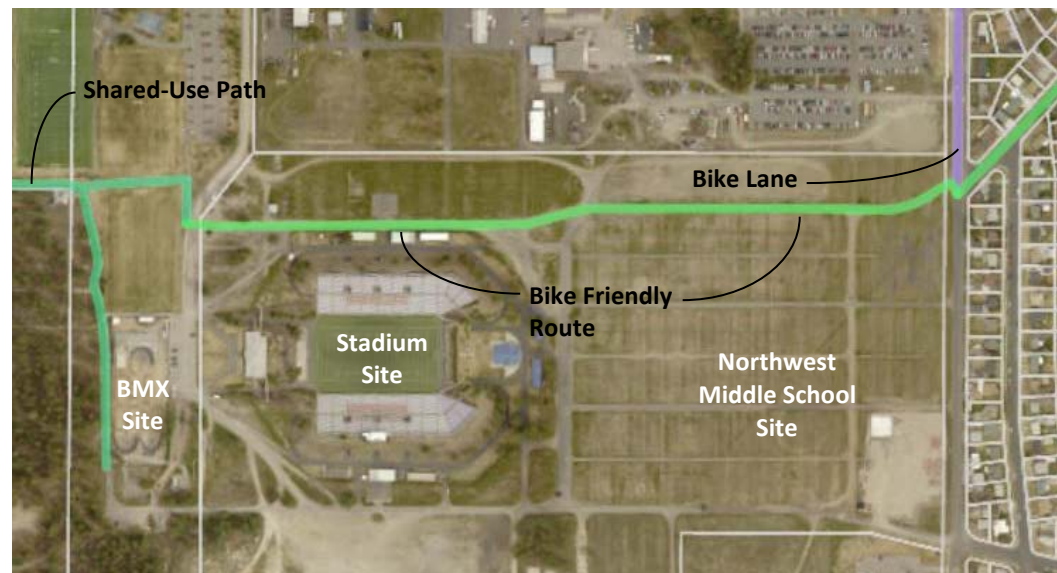 Shared-Use Path
Bike Lane
Bike Friendly
Route
Stadium
Site
Northwest
Middle School
Site
BMX
Site